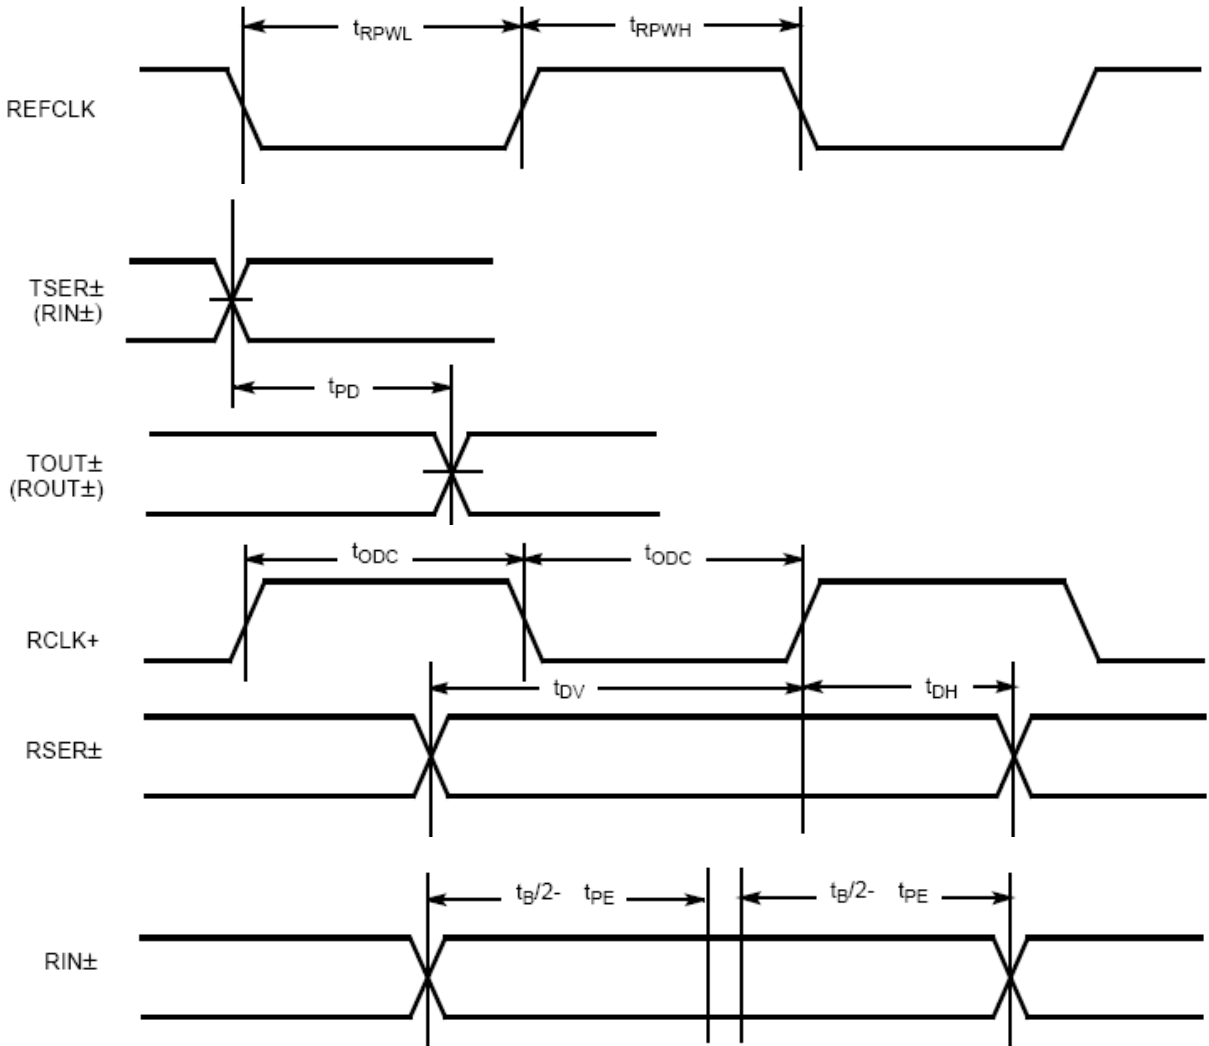 tRPWL tRPWH
REFCLK
TSER±
(RIN±)
tPD
TOUT±
(ROUT±)
tODC tODC
RCLK+
tDV tDH
RSER±
tB/2- tPE tB/2- tPE
RIN±